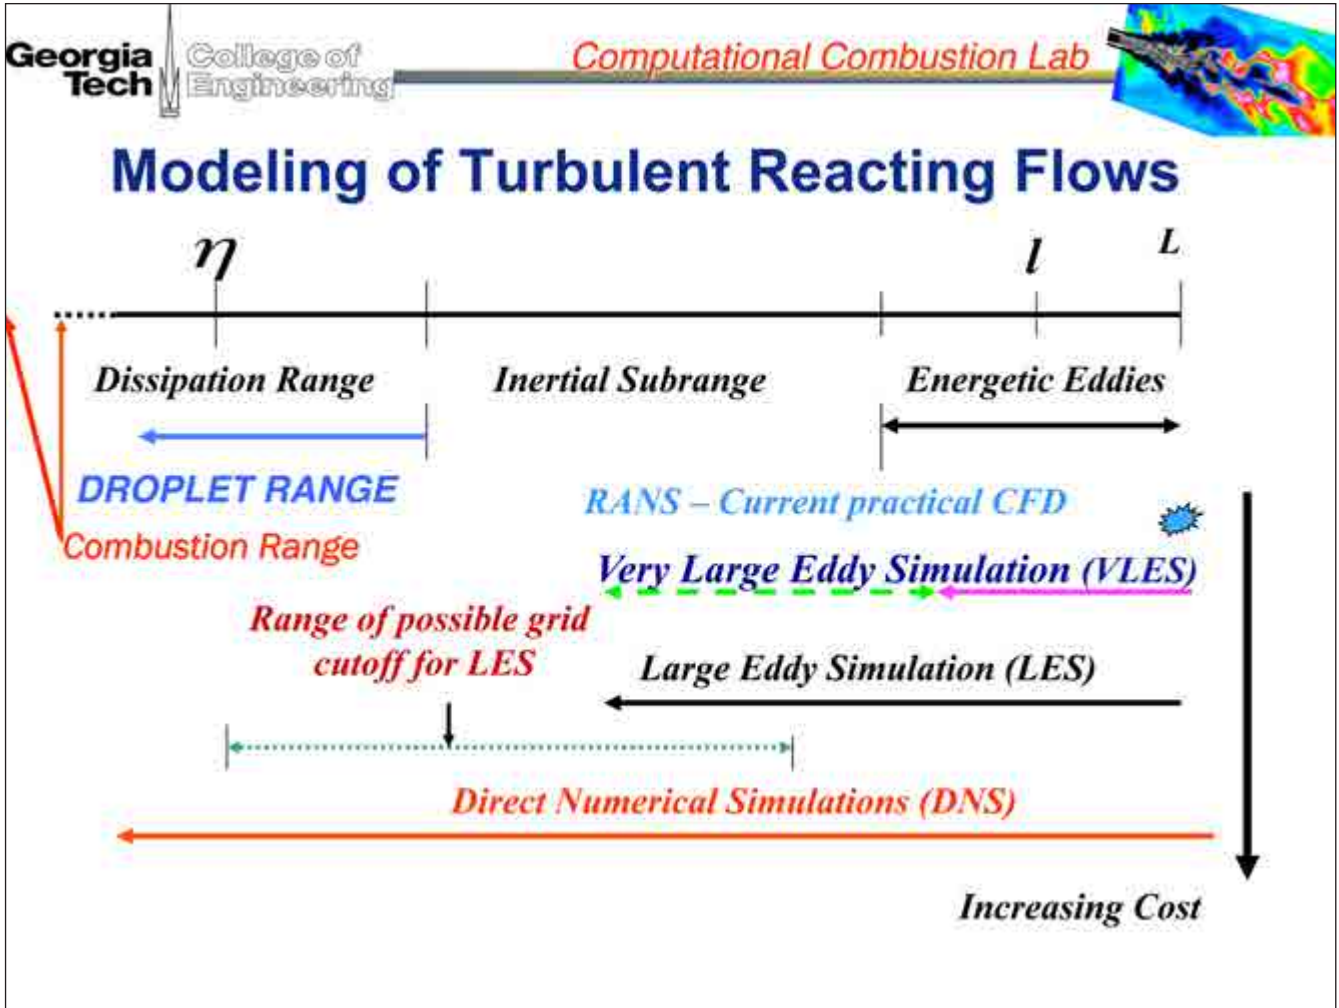 Georgia Tech
College of Engineering
Computational Combustion Lab
Modeling of Turbulent Reacting Flows
η
l
L
Dissipation Range
Inertial Subrange
Energetic Eddies
DROPLET RANGE
RANS – Current practical CFD
Combustion Range
Very Large Eddy Simulation (VLES)
Range of possible grid
cutoff for LES
Large Eddy Simulation (LES)
Direct Numerical Simulations (DNS)
Increasing Cost